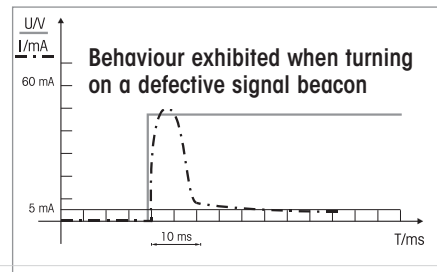 U/V
I/mA
Behaviour exhibited when turning
on a defective signal beacon
60 mA
5 mA
T/ms
10 ms